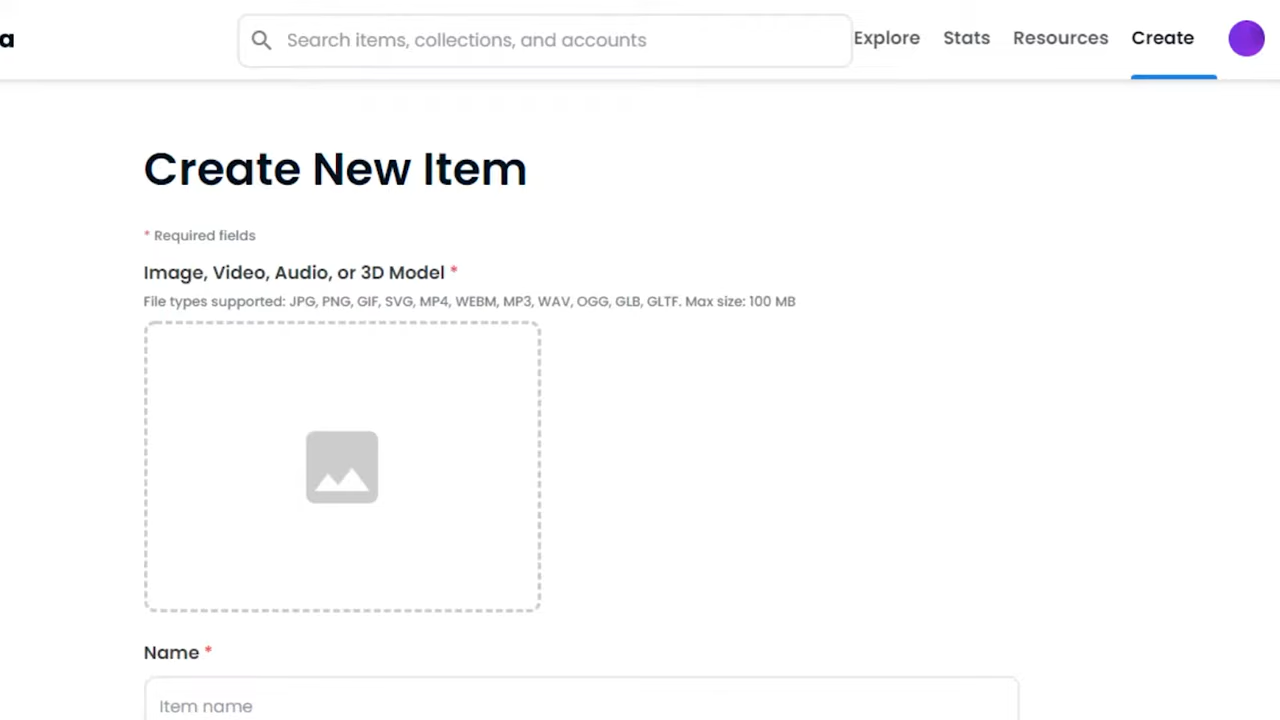 a Search items, collections, and accounts Explore Stats Resources Create
Create New Item
* Required fields
Image, Video, Audio, or 3D Model *
File types supported: JPG, PNG, GIF, SVG, MP4, WEBM, MP3, WAV, OGG, GLB, GLTF. Max size: 100 MB
Name *
Item name